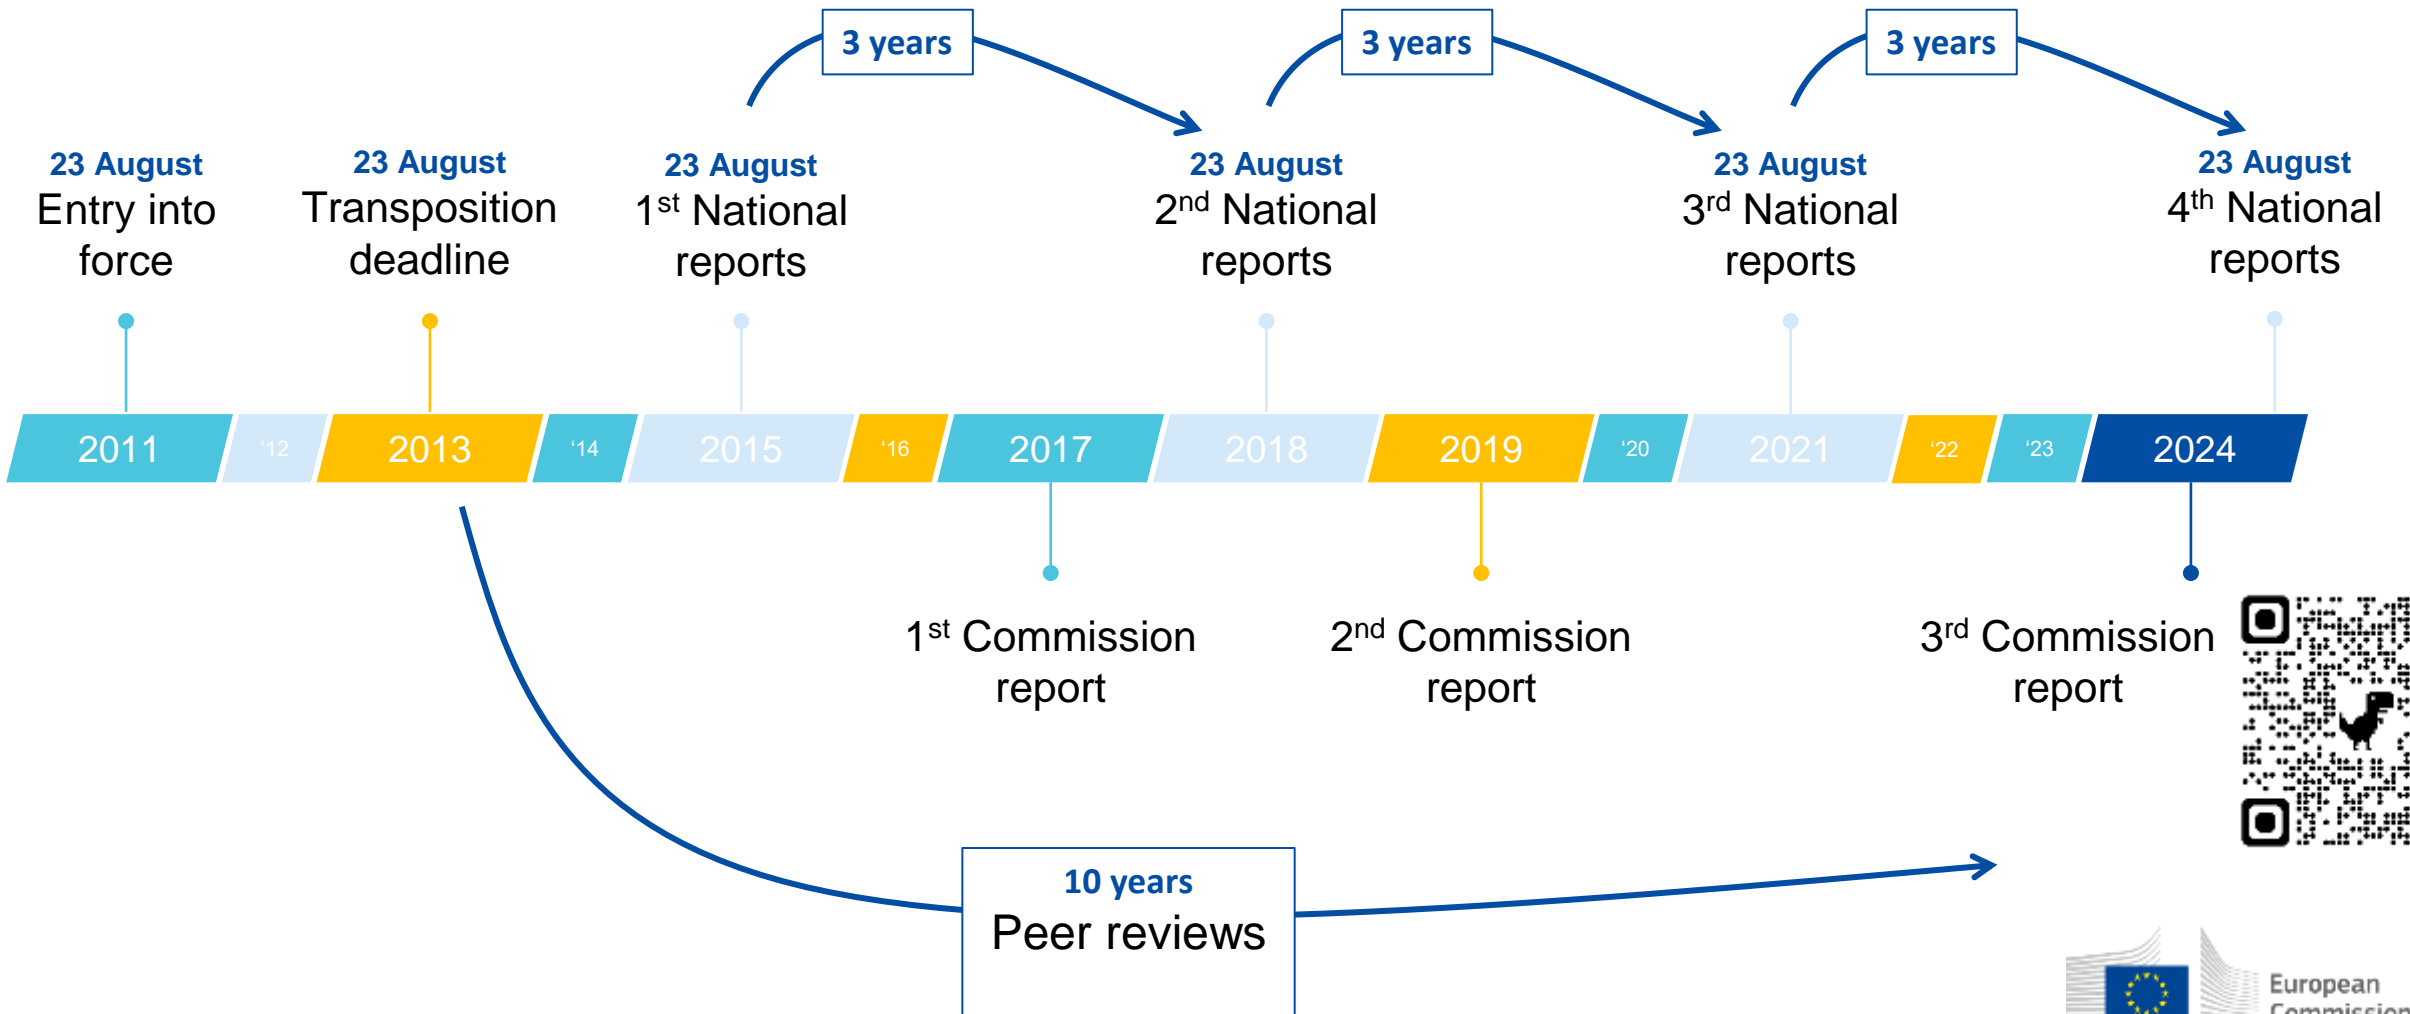 3 years
3 years
3 years
23 August
Entry into
force
23 August
Transposition
deadline
23 August
1st National
reports
23 August
2nd National
reports
23 August
3rd National
reports
23 August
4th National
reports
2011
‘12
2013
‘14
2015
‘16
2017
2018
2019
‘20
2021
‘22
‘23
2024
1st Commission
report
2nd Commission
report
3rd Commission
report
10 years
Peer reviews
European
Commission